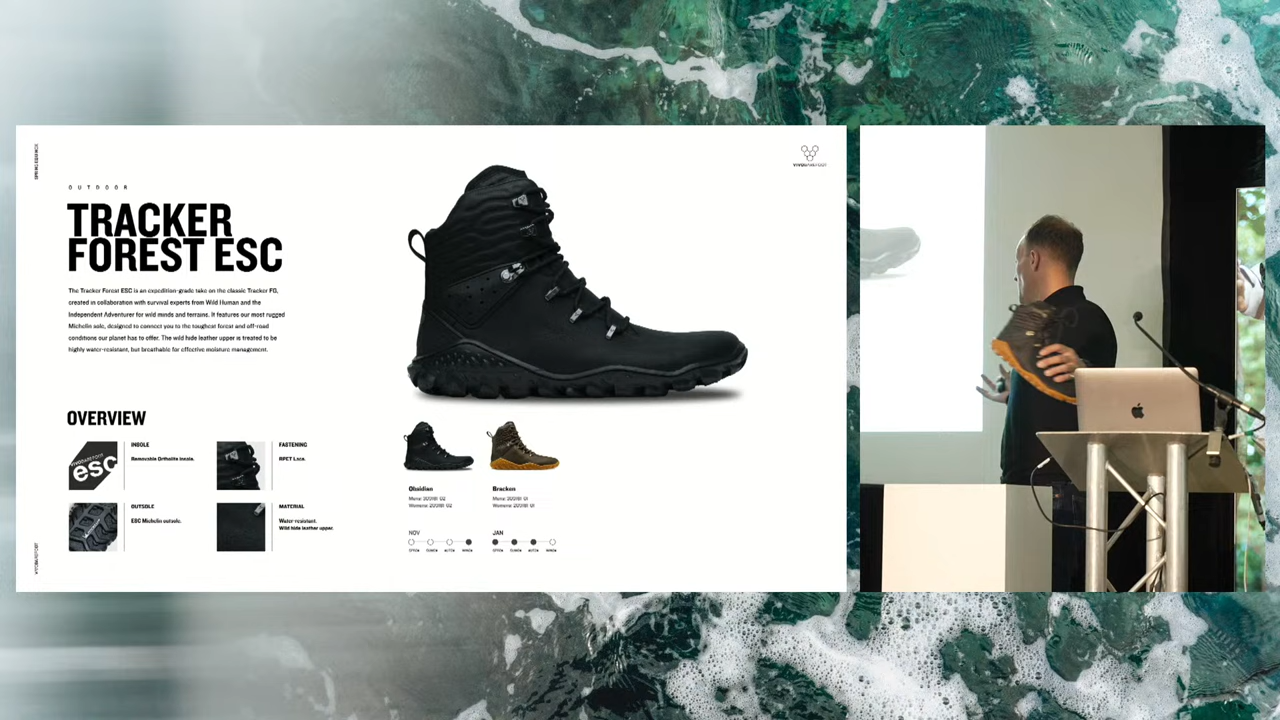 OUTDOOR
TRACKER
FOREST ESC
The Tracker Forest ESC is an expedition-grade take on the classic Tracker FG,
created in collaboration with survival experts from Wild Human and the
Independent Adventurer for wild minds and terrains. It features our most rugged
Michelin sole, designed to connect you to the toughest forest and off-road
conditions our planet has to offer. The wild hide leather upper is treated to be
highly water-resistant, but breathable for effective moisture management.
OVERVIEW
esc
INSOLE
Removable Ortholite insole.
FASTENING
RPET Lace.
OUTSOLE
ESC Michelin outsole.
MATERIAL
Water-resistant.
Wild hide leather upper.
VIVOBAREFOOT
Obsidian
Bracken
NOV
JAN
VIVOBAREFOOT